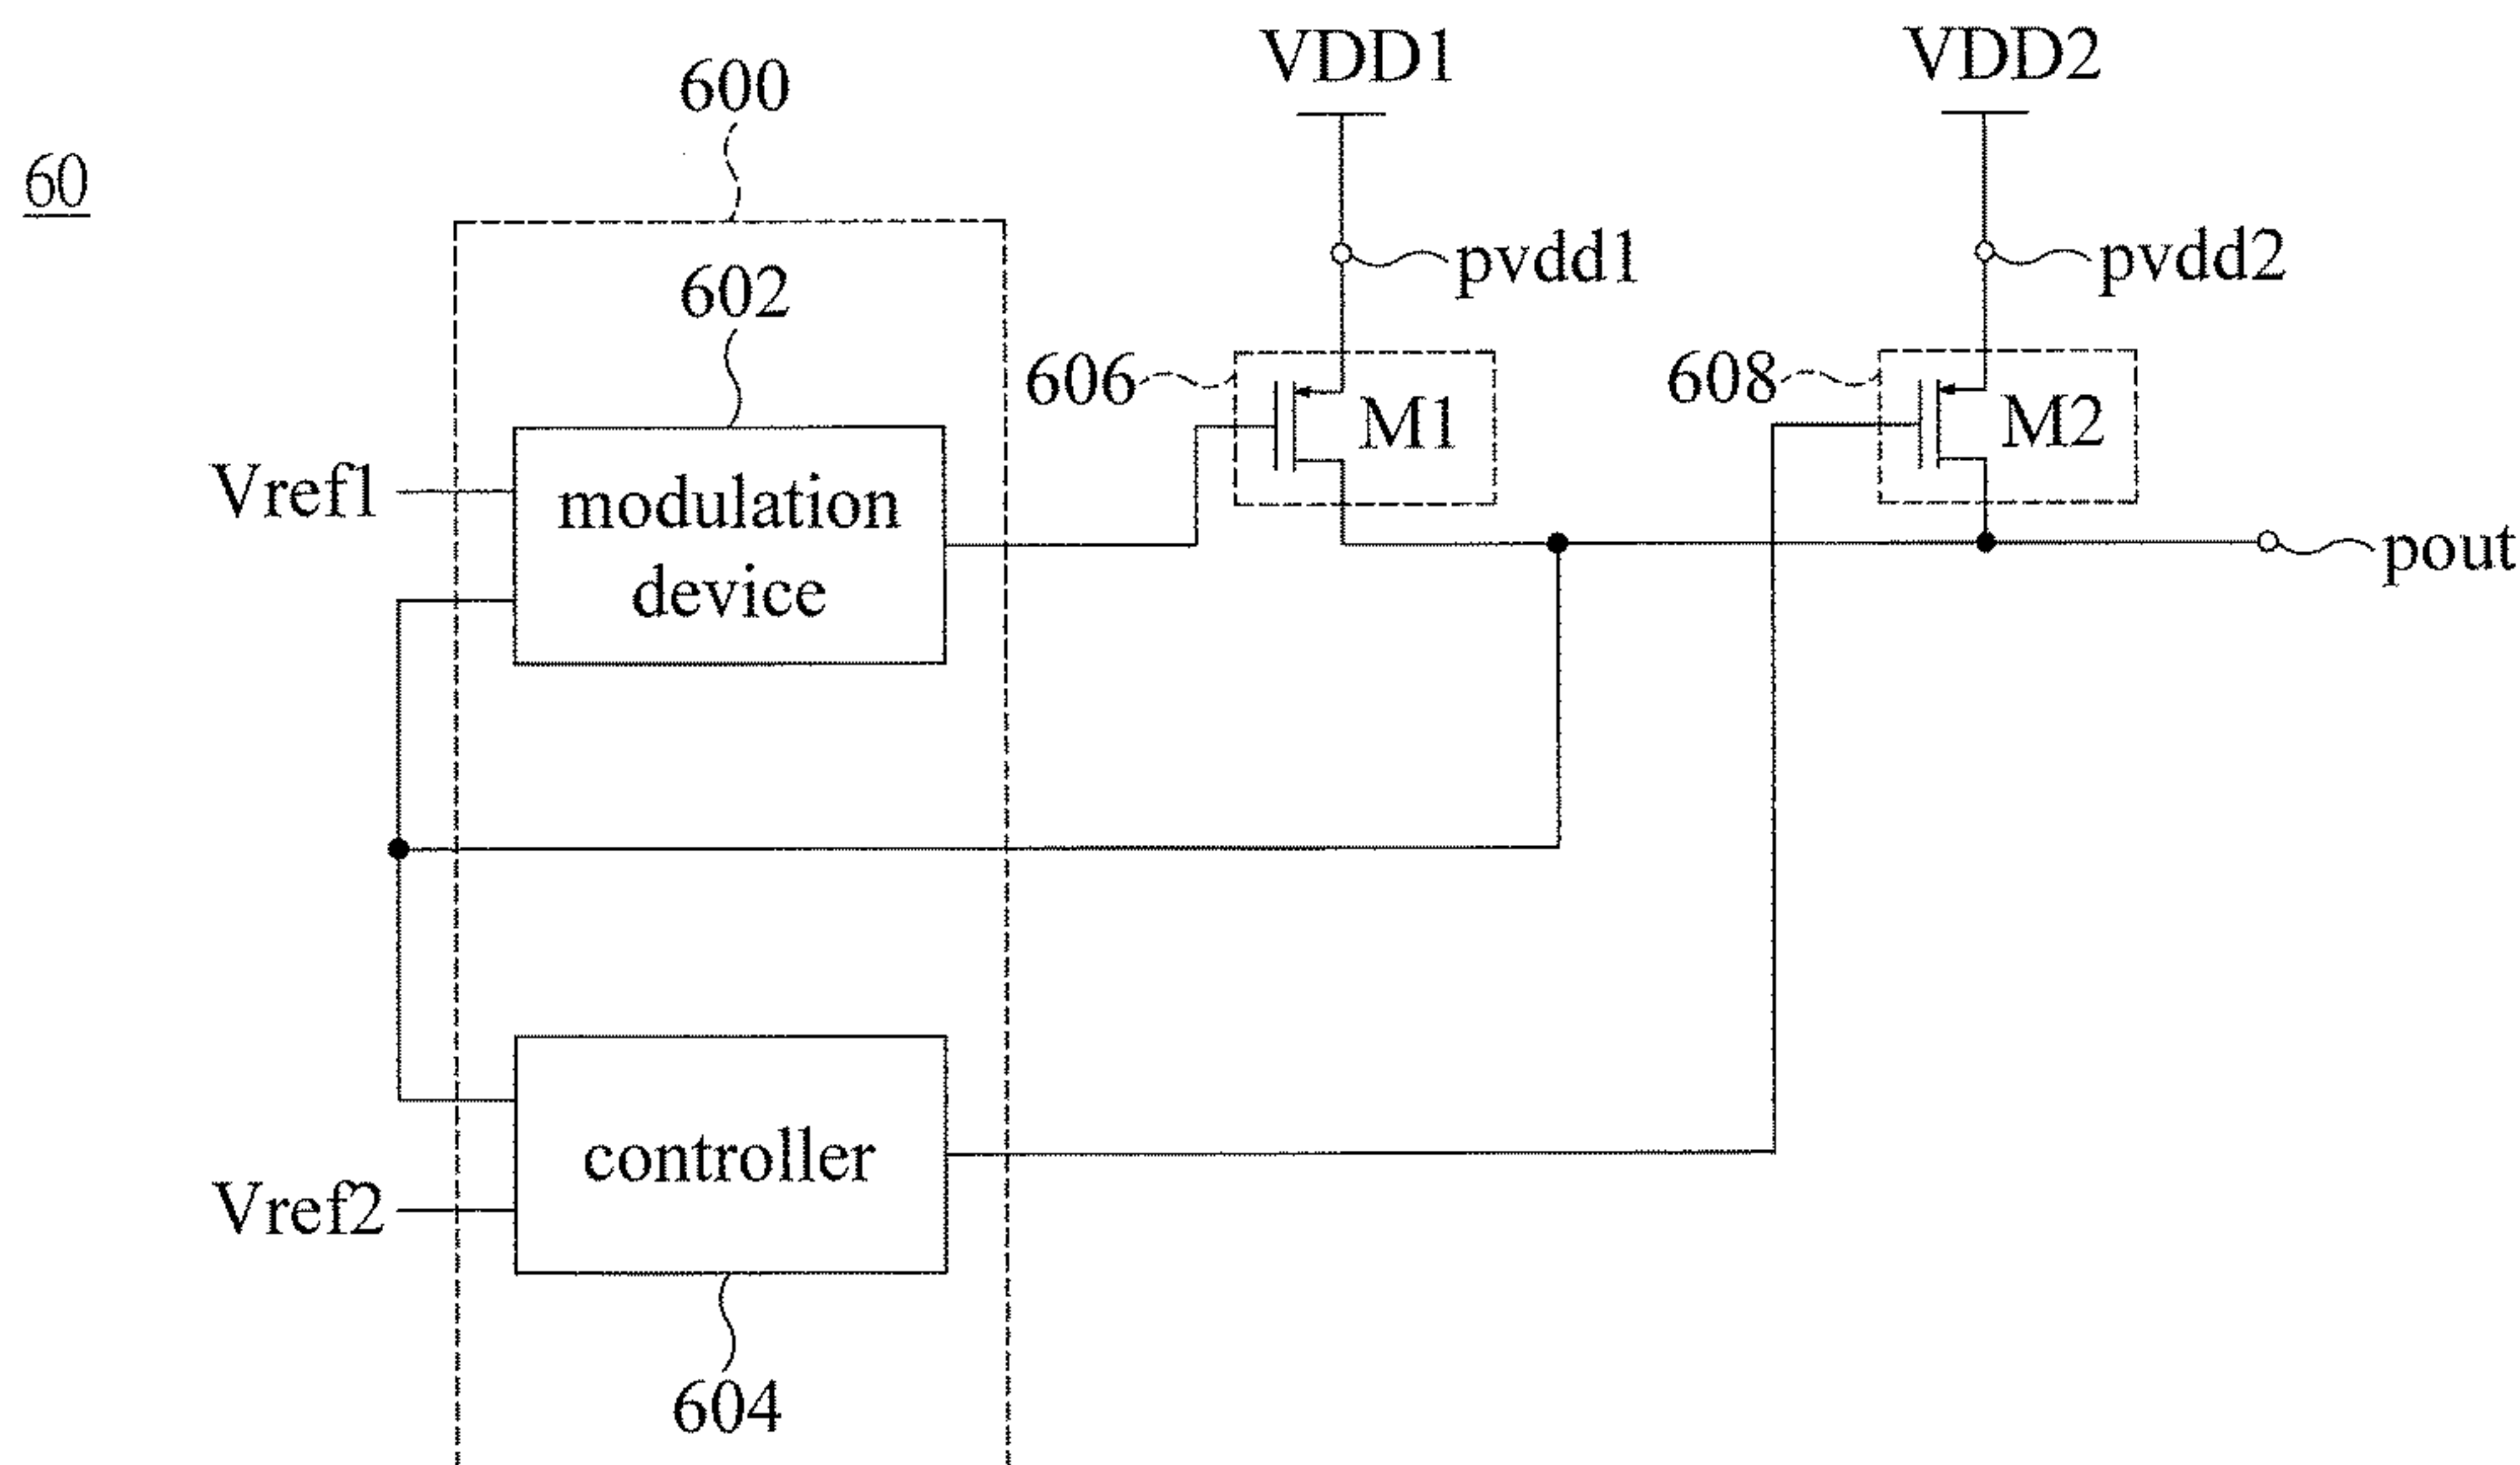 VDD1
VDD2
600
60
pvdd1
pvdd2
602
606
608
M1
M2
Vref1
modulation
device
pout
controller
Vref2
604